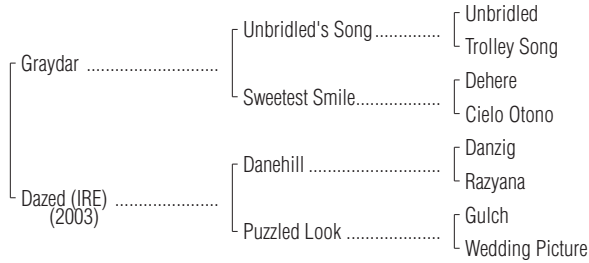 Unbridled
Unbridled's Song..............
Trolley Song
Graydar ...........................
Dehere
Sweetest Smile..................
Cielo Otono
Danzig
Danehill ............................
Razyana
Dazed (IRE) .....................
(2003)
Gulch
Puzzled Look ...................
Wedding Picture